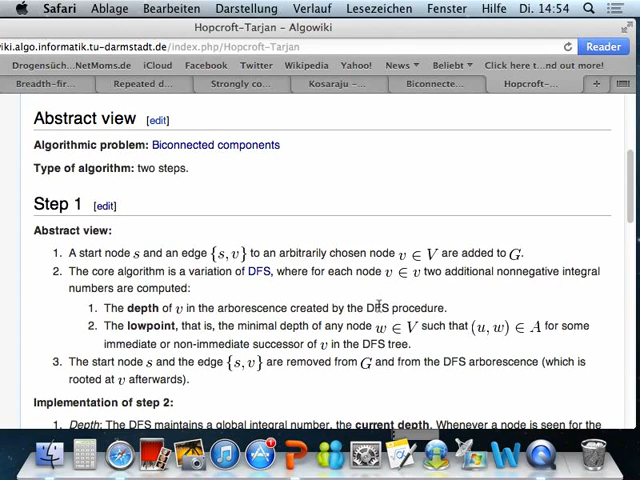 Safari Ablage Bearbeiten Darstellung Verlauf Lesezeichen Fenster Hilfe Di. 14:54
Hopcroft-Tarjan – Algowiki
wiki.algo.informatik.tu-darmstadt.de/index.php/Hopcroft-Tarjan Reader
Drogensüch...NetMoms.de iCloud Facebook Twitter Wikipedia Yahoo! News Beliebt Click here t...end to....
Breadth-fir... Repeated d... Strongly co... Kosaraju –... Biconnecte... Hopcroft-... +
Abstract view [edit]
Algorithmic problem: Biconnected components
Type of algorithm: two steps.
Step 1 [edit]
Abstract view:
1. A start node s and an edge {s, v} to an arbitrarily chosen node v ∈ V are added to G.
2. The core algorithm is a variation of DFS, where for each node v ∈ v two additional nonnegative integral
numbers are computed:
1. The depth of v in the arborescence created by the DFS procedure.
2. The lowpoint, that is, the minimal depth of any node w ∈ V such that (u, w) ∈ A for some
immediate or non-immediate successor of v in the DFS tree.
3. The start node s and the edge {s, v} are removed from G and from the DFS arborescence (which is
rooted at v afterwards).
Implementation of step 2:
1. Depth: The DFS maintains a global integral number, the current depth. Whenever a node is seen for the